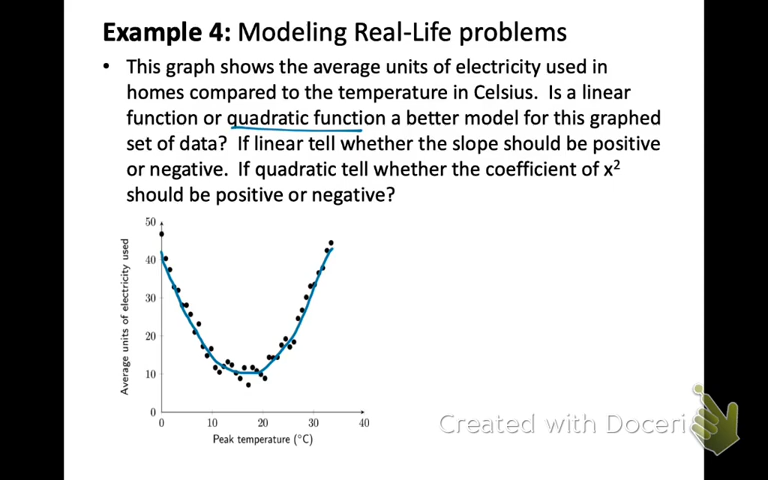 Example 4: Modeling Real-Life problems
• This graph shows the average units of electricity used in
homes compared to the temperature in Celsius. Is a linear
function or quadratic function a better model for this graphed
set of data? If linear tell whether the slope should be positive
or negative. If quadratic tell whether the coefficient of x²
should be positive or negative?
50
40
30
20
10
0
Average units of electricity used
0 10 20 30 40
Peak temperature (°C)
Created with Doceri